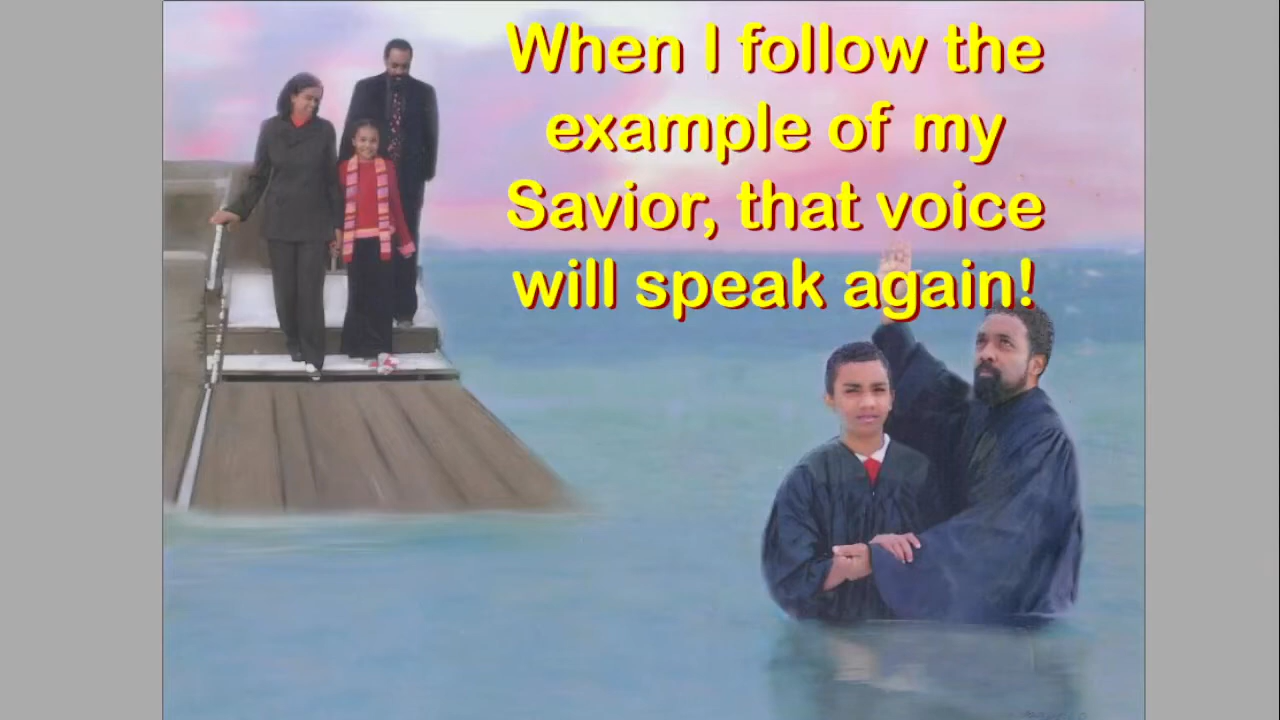 When I follow the
example of my
Savior, that voice
will speak again!